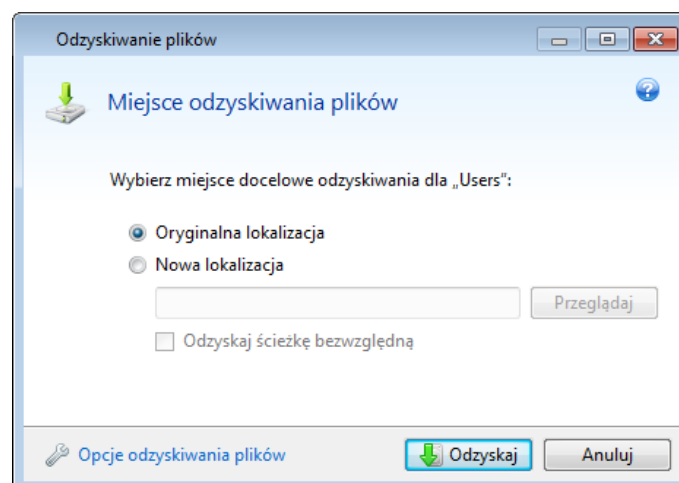 Odzyskiwanie plików
Miejsce odzyskiwania plików
Wybierz miejsce docelowe odzyskiwania dla „Users”:
Oryginalna lokalizacja
Nowa lokalizacja
Przeglądaj
Odzyskaj ścieżkę bezwzględną
Opcje odzyskiwania plików
Odzyskaj
Anuluj